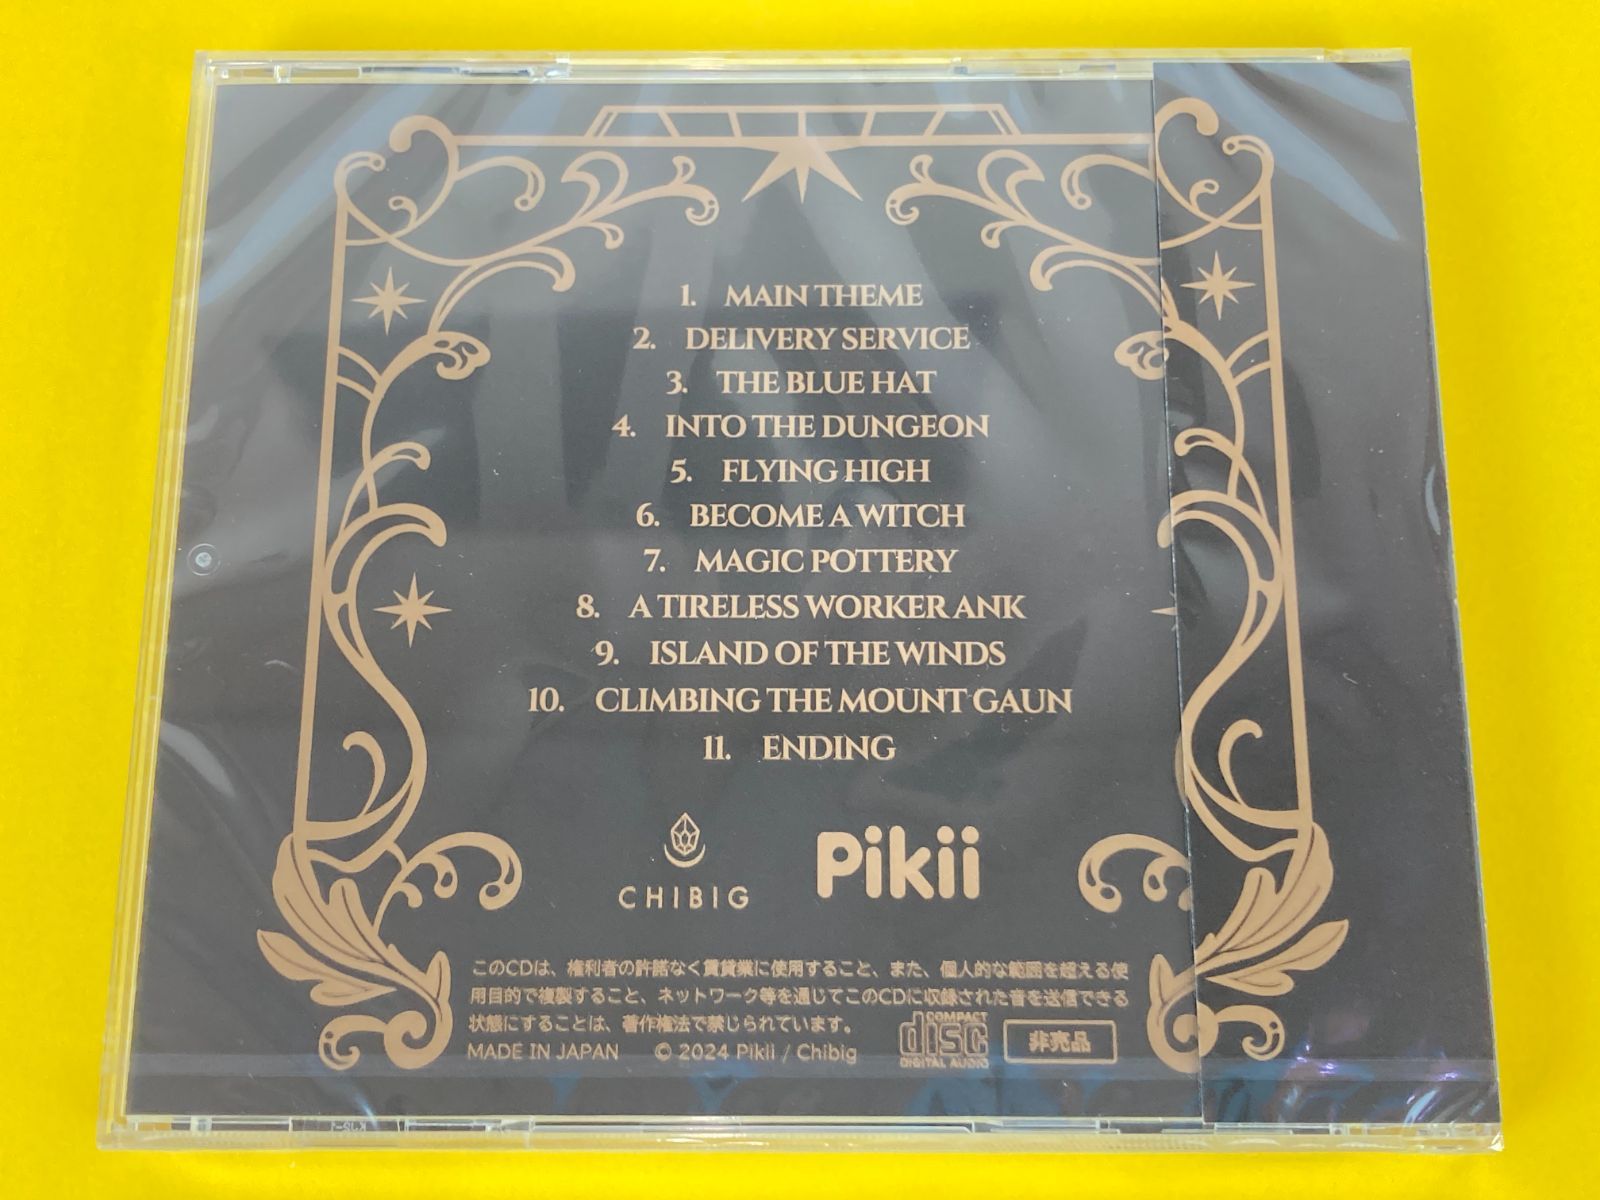 1. MAIN THEME
2. DELIVERY SERVICE
3. THE BLUE HAT
4. INTO THE DUNGEON
5. FLYING HIGH
6. BECOME A WITCH
7. MAGIC POTTERY
8. A TIRELESS WORKER ANK
9. ISLAND OF THE WINDS
10. CLIMBING THE MOUNT GAUN
11. ENDING
CHIBIG
Pikii
このCDは、権利者の許諾なく賃貸業に使用すること、また、個人的な範囲を超える使
用目的で複製すること、ネットワーク等を通じてこのCDに収録された音を送信できる
状態にすることは、著作権法で禁じられています。
MADE IN JAPAN © 2024 Pikii / Chibig
COMPACT
disc
DIGITAL AUDIO
非売品